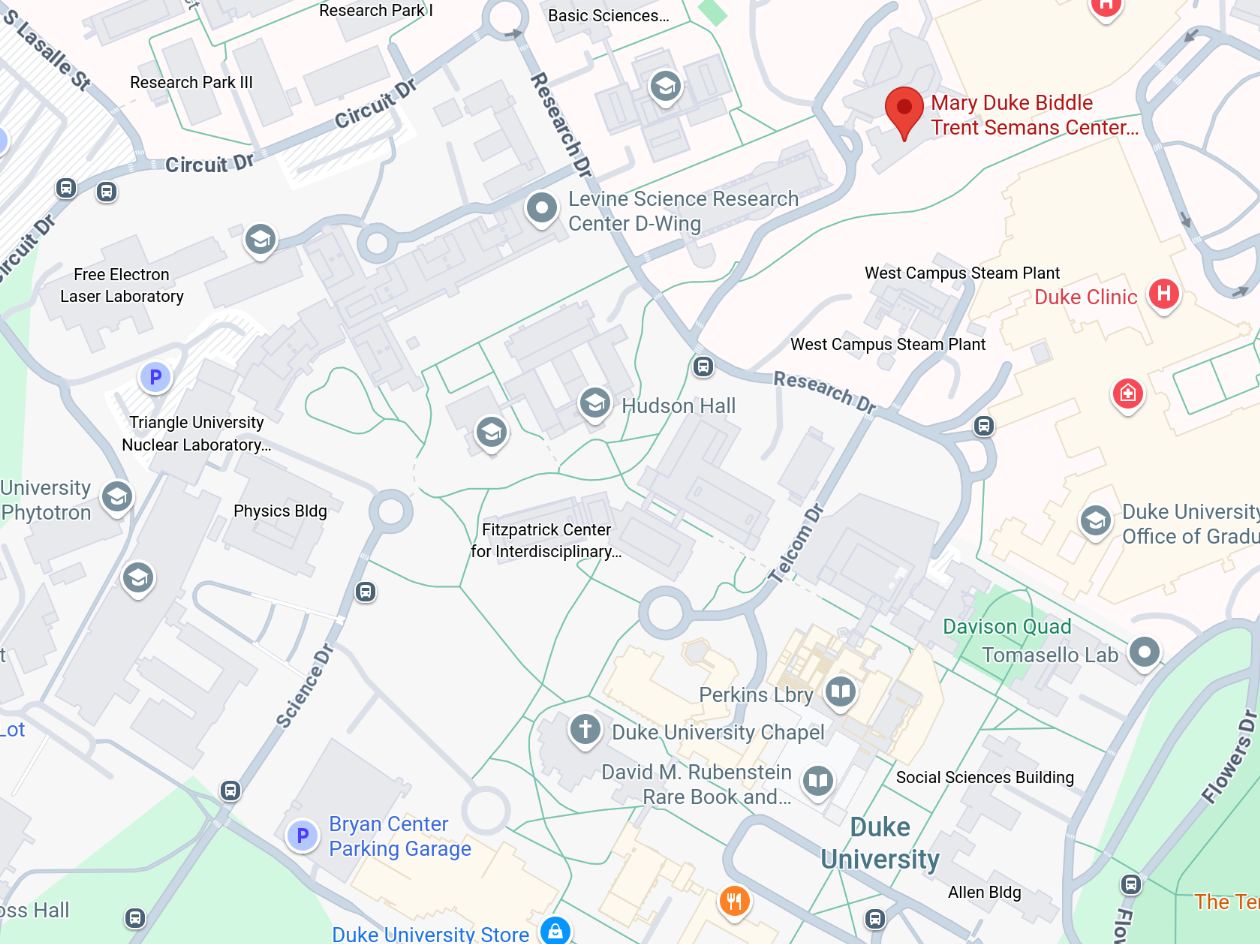 Research Park I
Basic Sciences...
H
S Lasalle St
Research Park III
Circuit Dr
Research Dr
Mary Duke Biddle
Trent Semans Center...
Circuit Dr
Levine Science Research
Center D-Wing
Circuit Dr
Free Electron
Laser Laboratory
West Campus Steam Plant
Duke Clinic
H
West Campus Steam Plant
P
Research Dr
Hudson Hall
Triangle University
Nuclear Laboratory...
University
Phytotron
Physics Bldg
Fitzpatrick Center
for Interdisciplinary...
Telcom Dr
Duke University
Office of Gradu
Davison Quad
Tomasello Lab
Science Dr
Perkins Lbry
Lot
Duke University Chapel
David M. Rubenstein
Rare Book and...
Social Sciences Building
Flowers Dr
P
Bryan Center
Parking Garage
Duke
University
Allen Bldg
oss Hall
The Te
Flow
Duke University Store